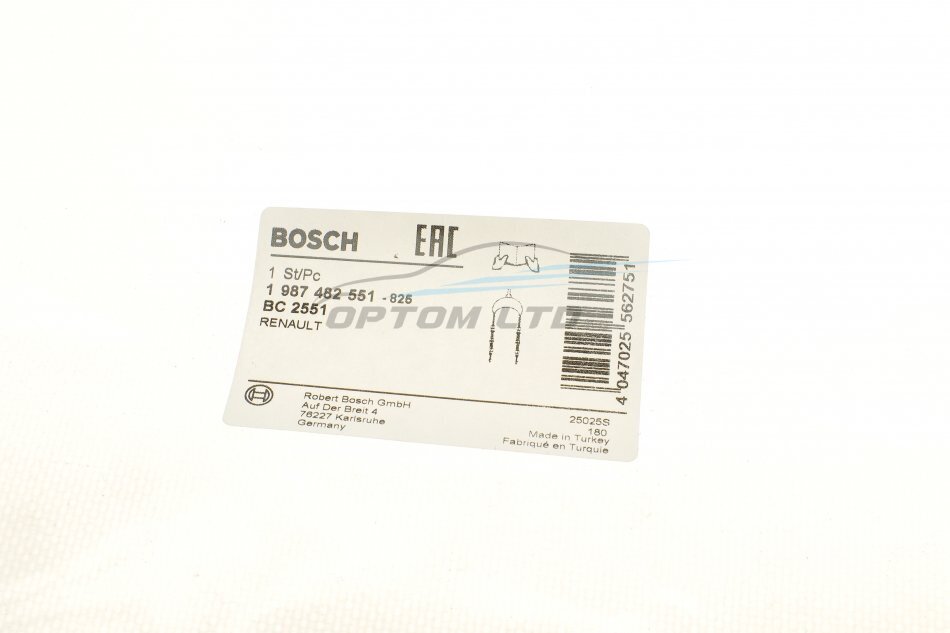 BOSCH EAC
1 St/Pc
1 987 482 551 - 825
BC 2551
RENAULT
OPTOM LTD
4 047025 562751
Robert Bosch GmbH
Auf Der Breit 4
76227 Karlsruhe
Germany
25025S
180
Made in Turkey
Fabriqué en Turquie